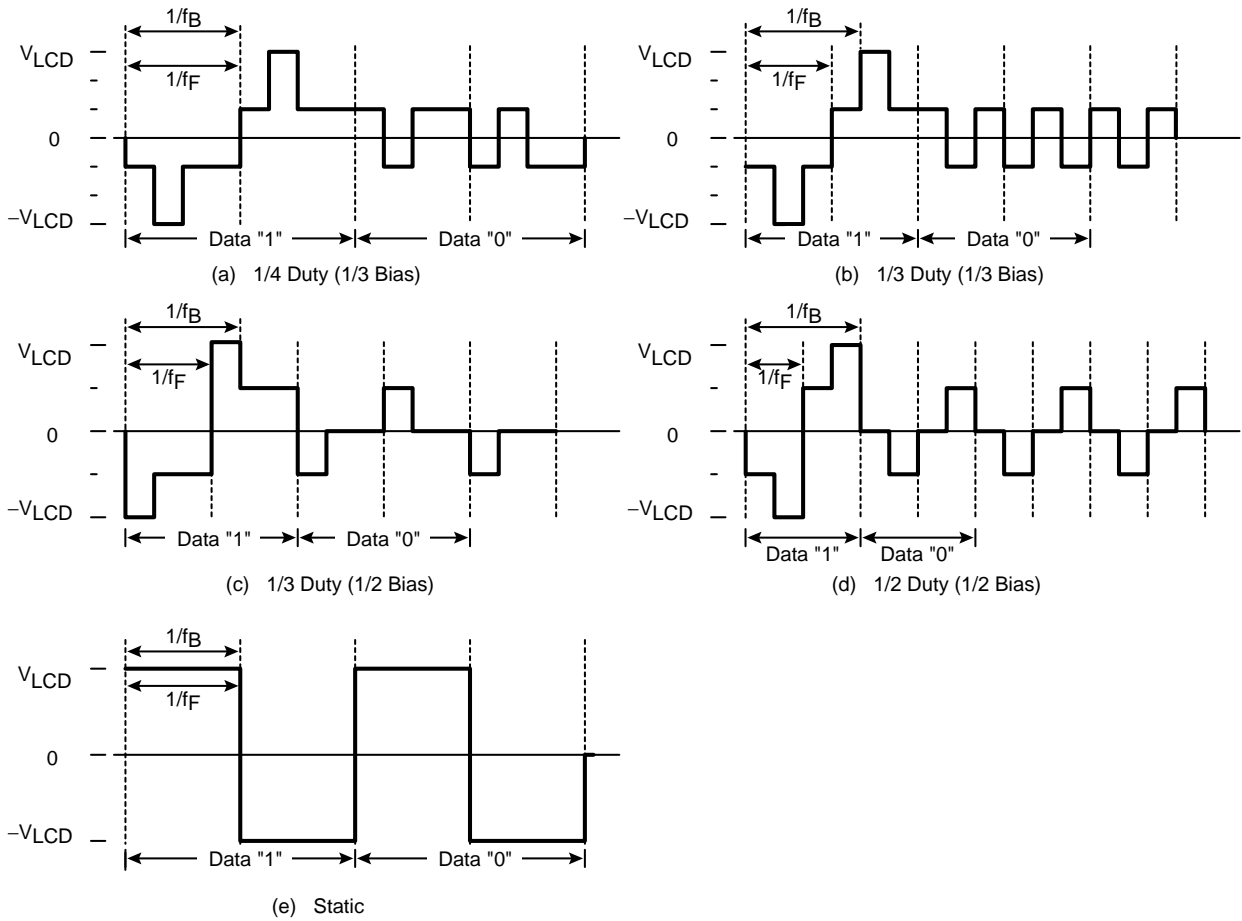 1/fB
VLCD
1/fF
0
−VLCD
Data "1"
Data "0"
(a) 1/4 Duty (1/3 Bias)
1/fB
VLCD
1/fF
0
−VLCD
Data "1"
Data "0"
(b) 1/3 Duty (1/3 Bias)
1/fB
VLCD
1/fF
0
−VLCD
Data "1"
Data "0"
(c) 1/3 Duty (1/2 Bias)
1/fB
VLCD
1/fF
0
−VLCD
Data "1"
Data "0"
(d) 1/2 Duty (1/2 Bias)
1/fB
VLCD
1/fF
0
−VLCD
Data "1"
Data "0"
(e) Static